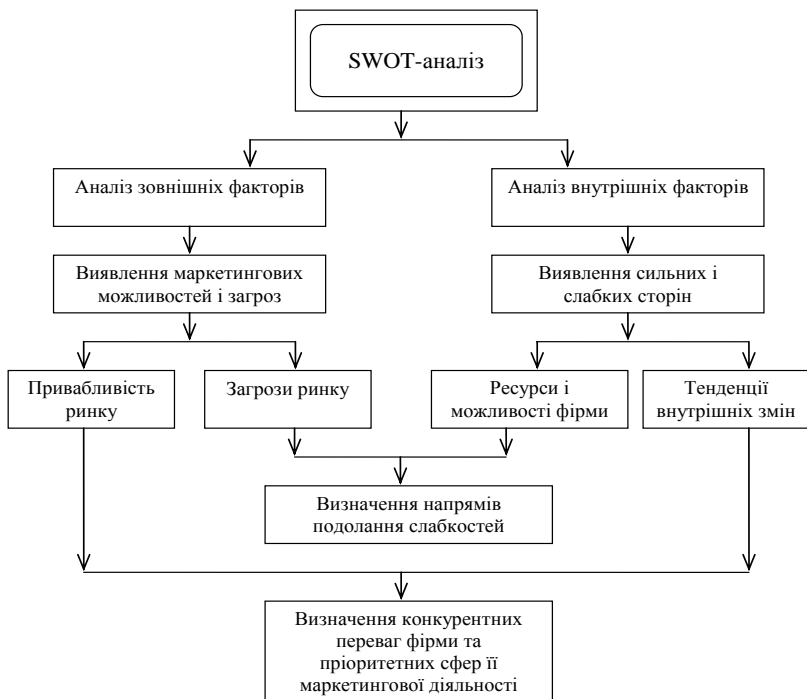 SWOT-аналіз
Аналіз зовнішніх факторів
Аналіз внутрішніх факторів
Виявлення маркетингових
можливостей і загроз
Виявлення сильних і
слабких сторін
Привабливість
ринку
Загрози ринку
Ресурси і
можливості фірми
Тенденції
внутрішніх змін
Визначення напрямів
подолання слабкостей
Визначення конкурентних
переваг фірми та
пріоритетних сфер її
маркетингової діяльності